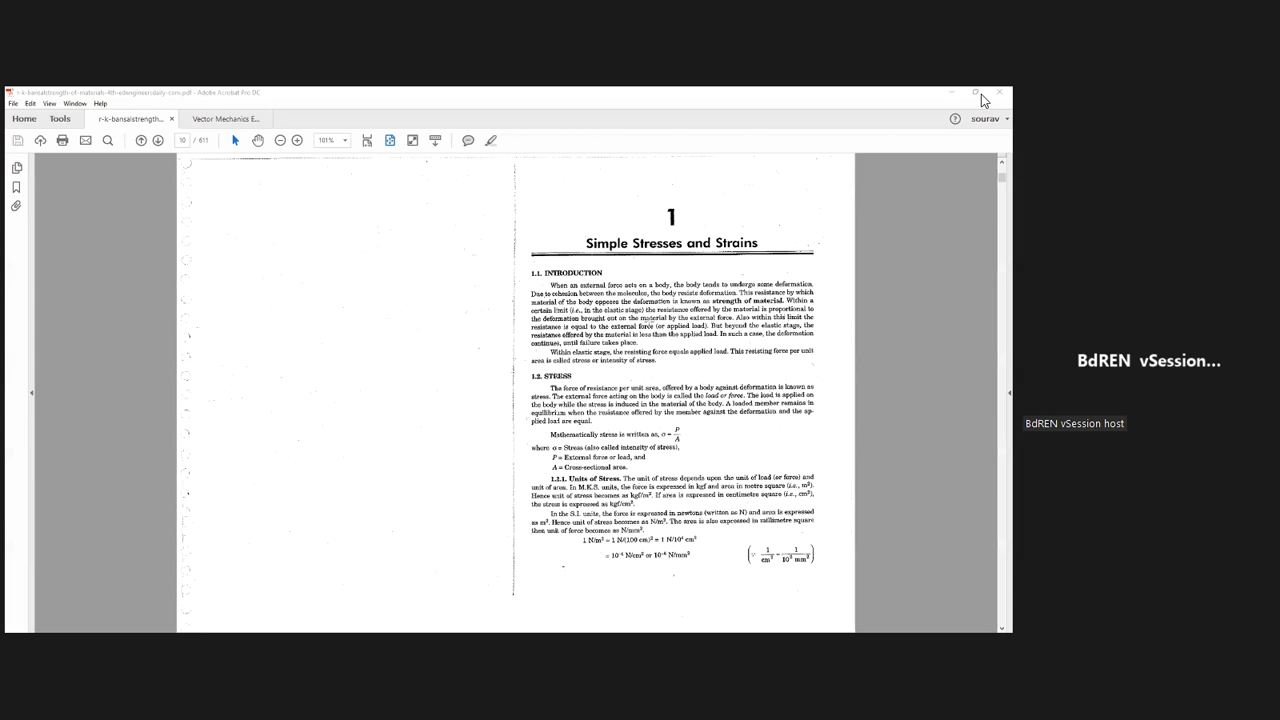 r-k-bansalstrength-of-materials-4th-edengineersdaily-com.pdf - Adobe Acrobat Pro DC
File Edit View Window Help
Home Tools r-k-bansalstrength... × Vector Mechanics E... sourav
10 / 611 101%
1
Simple Stresses and Strains
1.1. INTRODUCTION
When an external force acts on a body, the body tends to undergo some deformation.
Due to cohesion between the molecules, the body resists deformation. This resistance by which
material of the body opposes the deformation is known as strength of material. Within a
certain limit (i.e., in the elastic stage) the resistance offered by the material is proportional to
the deformation brought out on the material by the external force. Also within this limit the
resistance is equal to the external force (or applied load). But beyond the elastic stage, the
resistance offered by the material is less than the applied load. In such a case, the deformation
continues, until failure takes place.
Within elastic stage, the resisting force equals applied load. This resisting force per unit
area is called stress or intensity of stress.
1.2. STRESS
The force of resistance per unit area, offered by a body against deformation is known as
stress. The external force acting on the body is called the load or force. The load is applied on
the body while the stress is induced in the material of the body. A loaded member remains in
equilibrium when the resistance offered by the member against the deformation and the ap-
plied load are equal.
Mathematically stress is written as, σ = P/A
where σ = Stress (also called intensity of stress),
P = External force or load, and
A = Cross-sectional area.
1.2.1. Units of Stress. The unit of stress depends upon the unit of load (or force) and
unit of area. In M.K.S. units, the force is expressed in kgf and area in metre square (i.e., m²).
Hence unit of stress becomes as kgf/m². If area is expressed in centimetre square (i.e., cm²),
the stress is expressed as kgf/cm².
In the S.I. units, the force is expressed in newtons (written as N) and area is expressed
as m². Hence unit of stress becomes as N/m². The area is also expressed in millimetre square
then unit of force becomes as N/mm².
1 N/m² = 1 N/(100 cm)² = 1 N/10⁴ cm²
= 10⁻⁴ N/cm² or 10⁻⁶ N/mm² (∵ 1/cm² = 1/10² mm²)
BdREN vSession...
BdREN vSession host